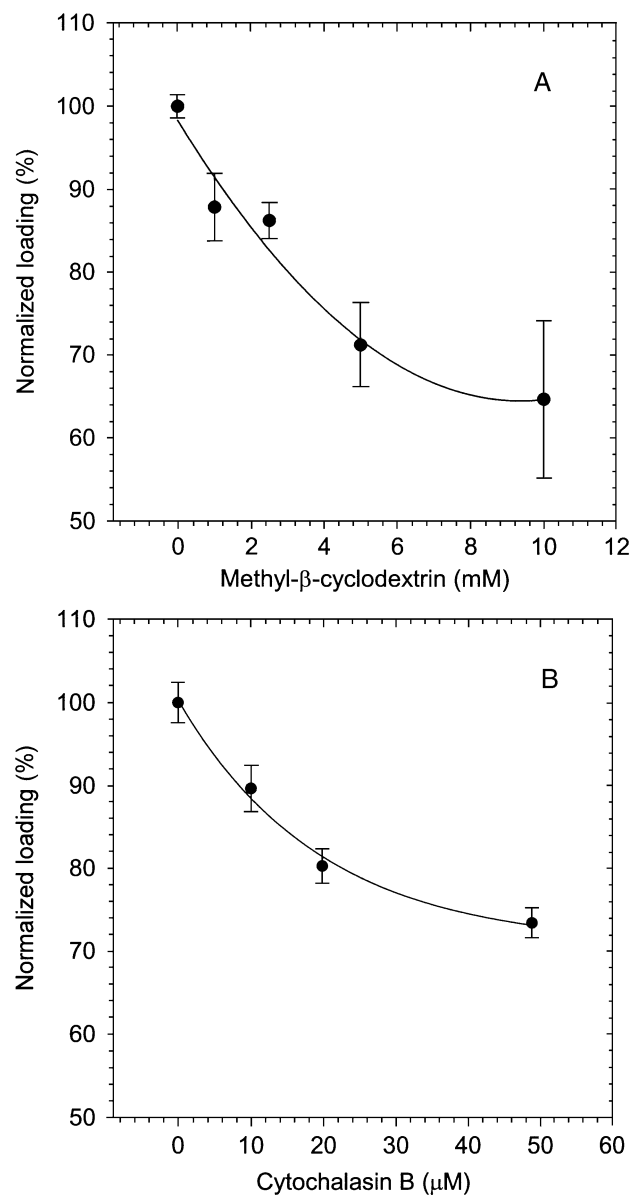 110
A
100
90
80
70
60
50
Normalized loading (%)
0 2 4 6 8 10 12
Methyl-β-cyclodextrin (mM)
110
B
100
90
80
70
60
50
Normalized loading (%)
0 10 20 30 40 50 60
Cytochalasin B (μM)